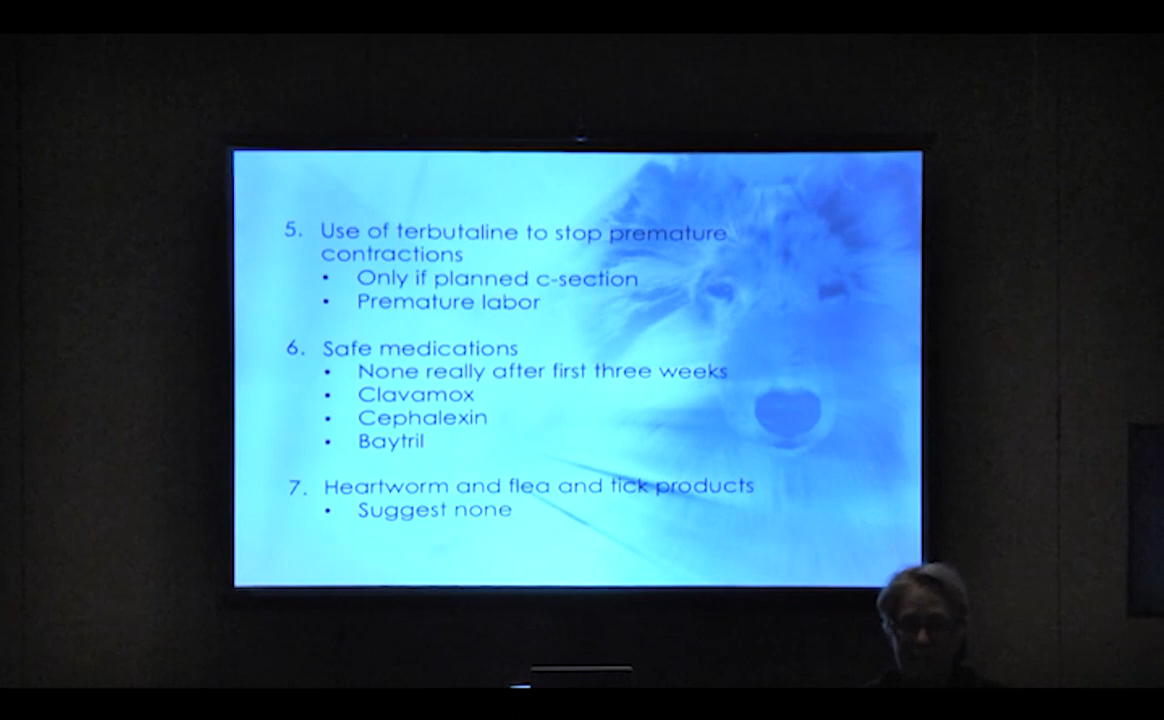 5. Use of terbutaline to stop premature
contractions
• Only if planned c-section
• Premature labor
6. Safe medications
• None really after first three weeks
• Clavamox
• Cephalexin
• Baytril
7. Heartworm and flea and tick products
• Suggest none